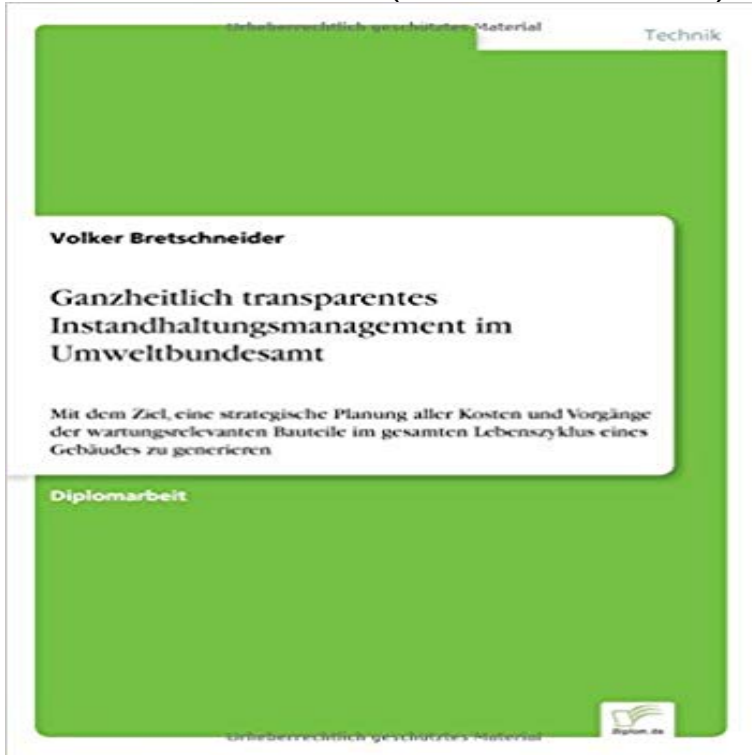 Urheberrechtlich geschütztes Material
Technik
Volker Bretschneider
Ganzheitlich transparentes
Instandhaltungsmanagement im
Umweltbundesamt
Mit dem Ziel, eine strategische Planung aller Kosten und Vorgänge
der wartungsrelevanten Bauteile im gesamten Lebenszyklus eines
Gebäudes zu generieren
Diplomarbeit
Diplom.de
Urheberrechtlich geschütztes Material